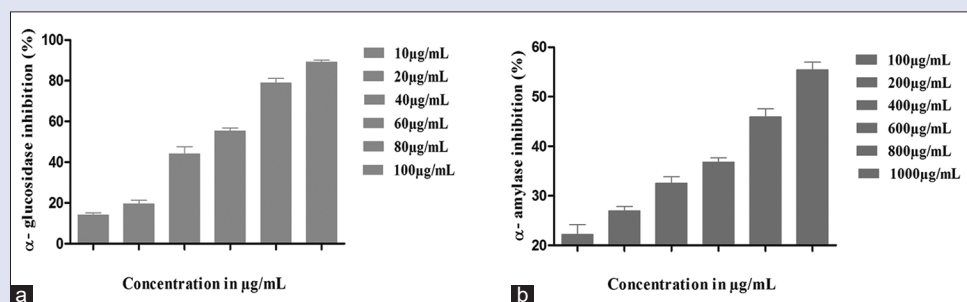 α- glucosidase inhibition (%)
100
80
60
40
20
0
10µg/mL
20µg/mL
40µg/mL
60µg/mL
80µg/mL
100µg/mL
Concentration in µg/mL
a
α- amylase inhibition (%)
60
50
40
30
20
100µg/mL
200µg/mL
400µg/mL
600µg/mL
800µg/mL
1000µg/mL
Concentration in µg/mL
b